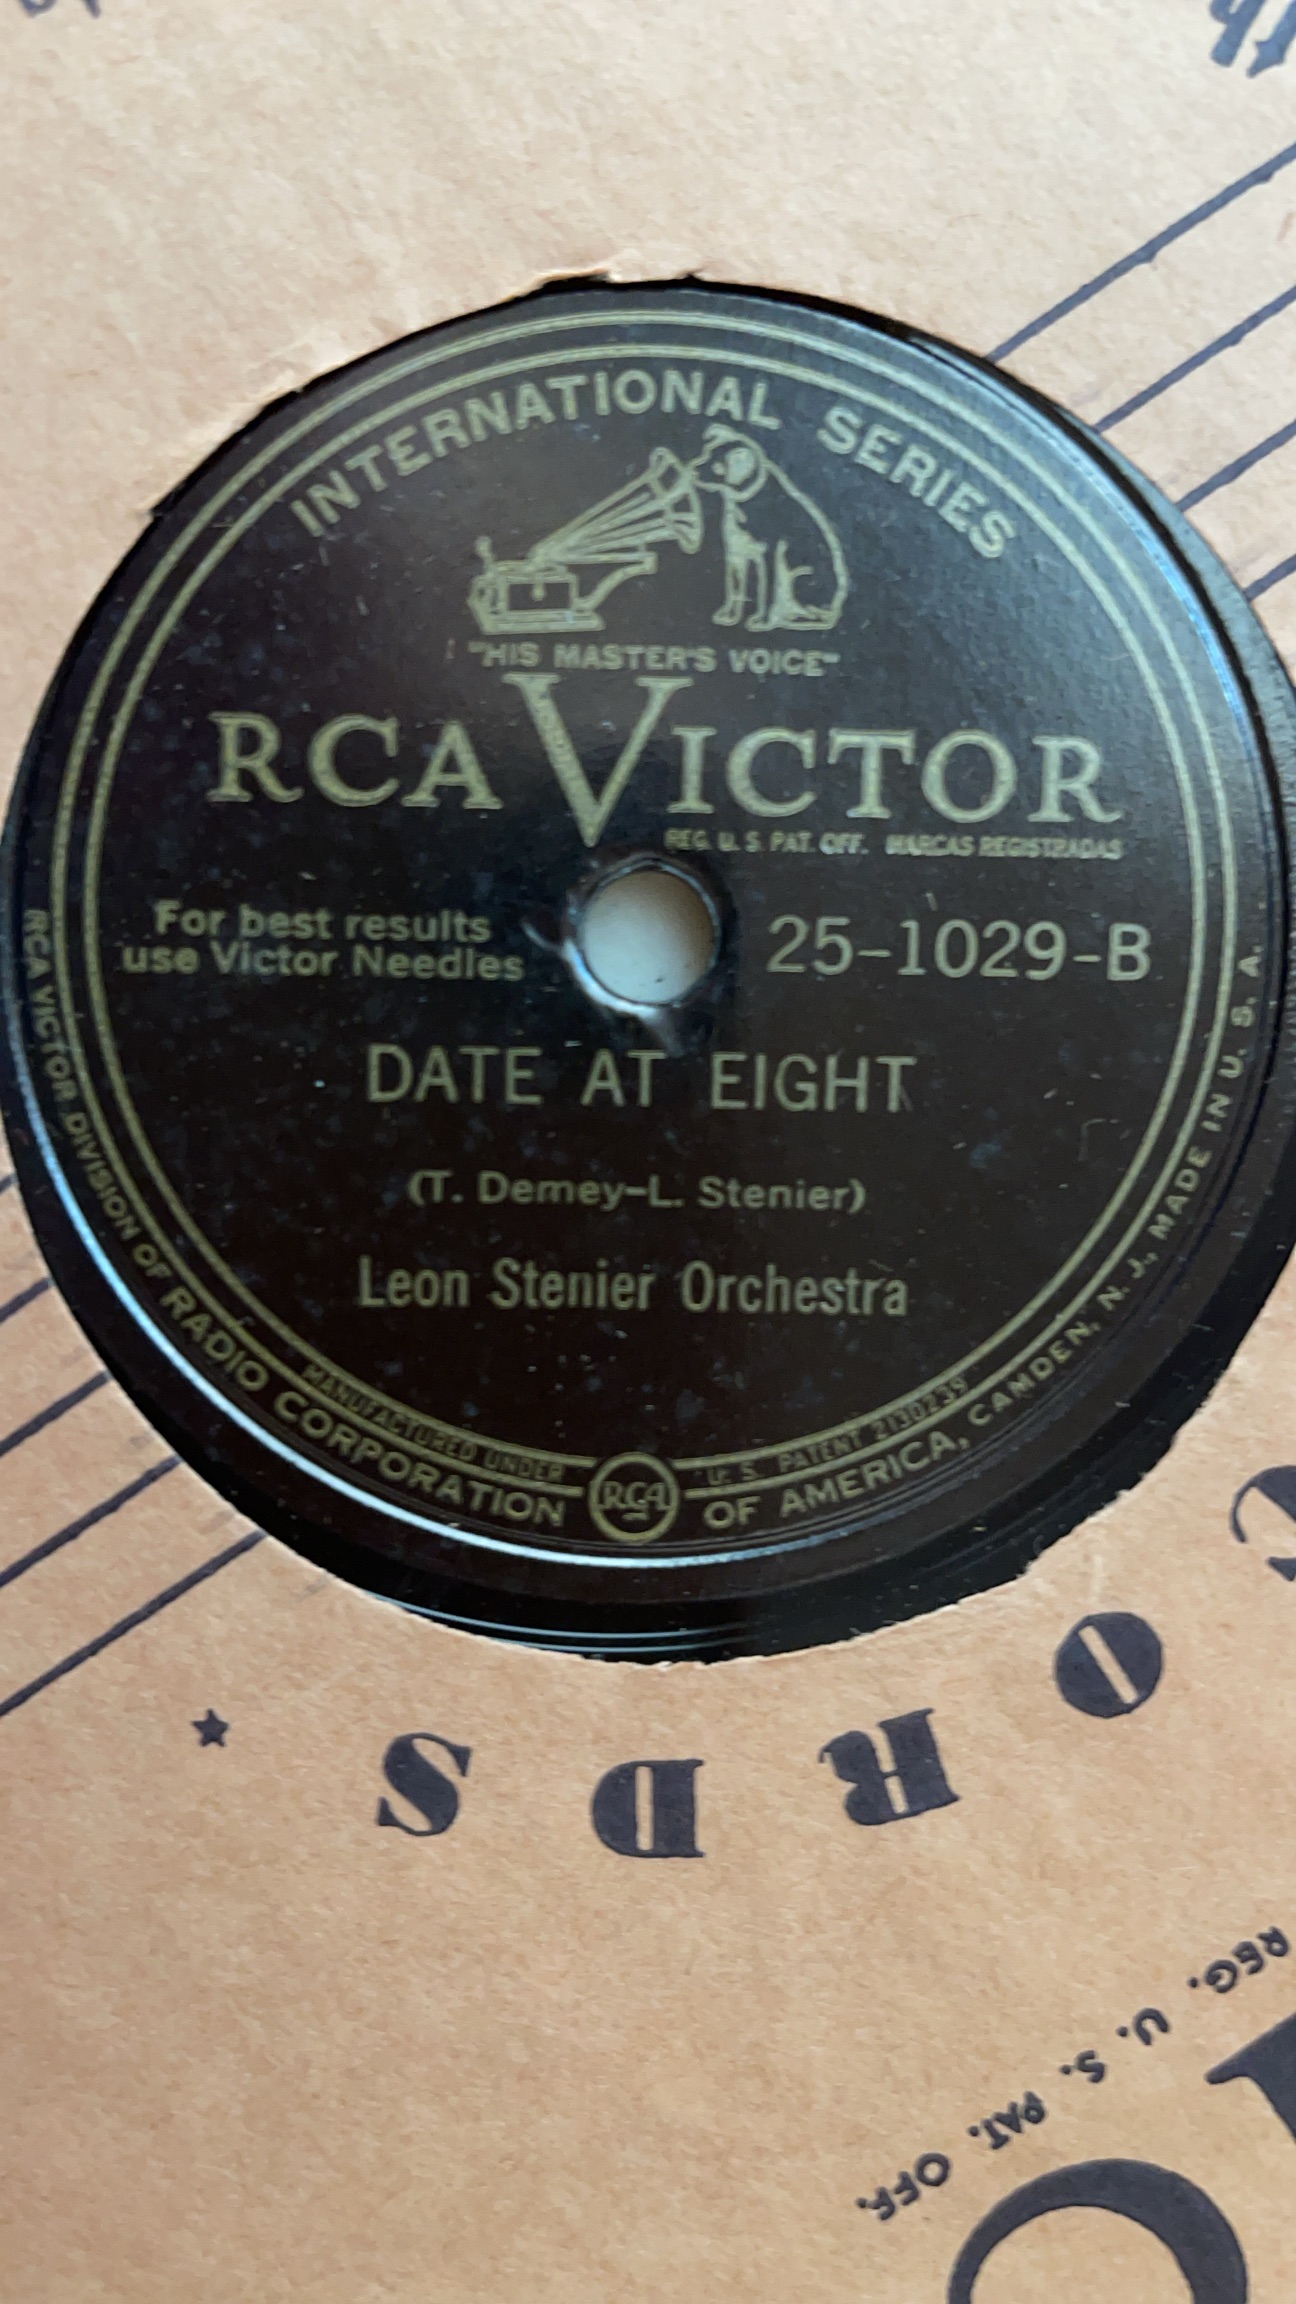 INTERNATIONAL SERIES
"HIS MASTER'S VOICE"
RCA VICTOR
REG. U. S. PAT. OFF. MARCAS REGISTRADAS
For best results
use Victor Needles
25-1029-B
DATE AT EIGHT
(T. Demey-L. Stenier)
Leon Stenier Orchestra
MANUFACTURED UNDER U. S. PATENT 2130239
RCA
RCA VICTOR DIVISION OF RADIO CORPORATION OF AMERICA, CAMDEN, N. J., MADE IN U. S. A.
CORDS
REG. U. S. PAT. OFF.